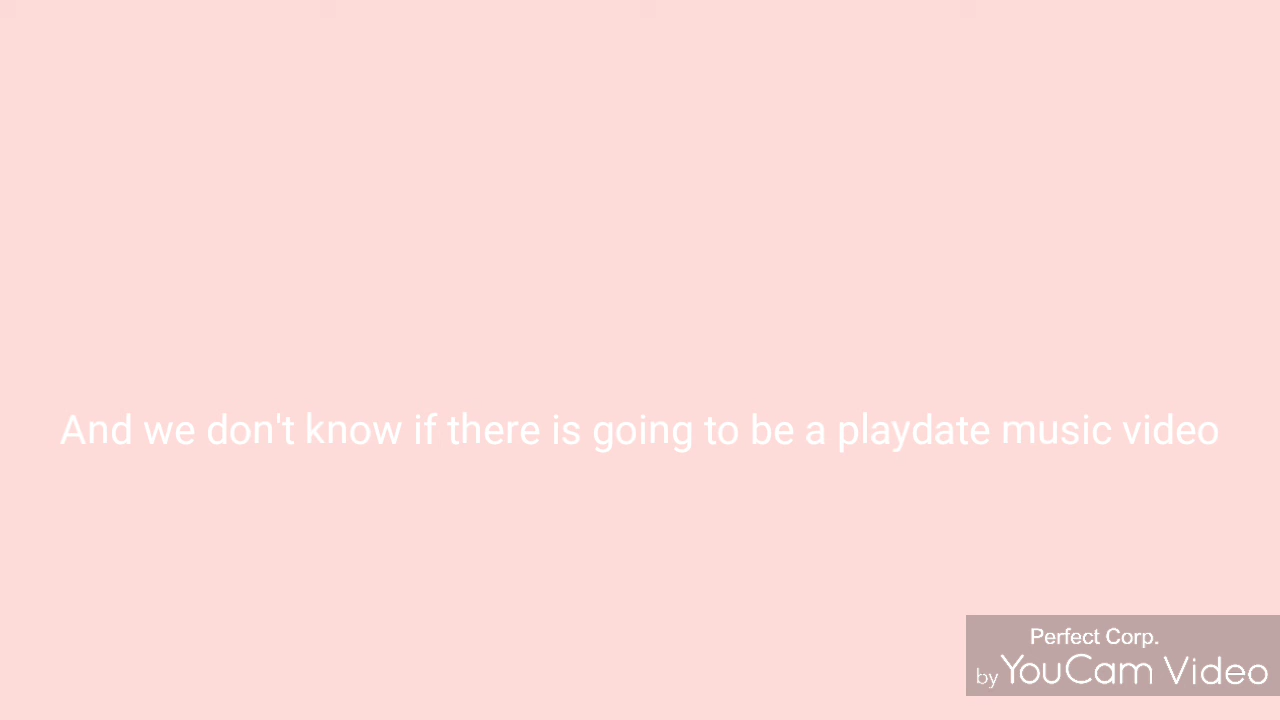 And we don't know if there is going to be a playdate music video
Perfect Corp.
by YouCam Video